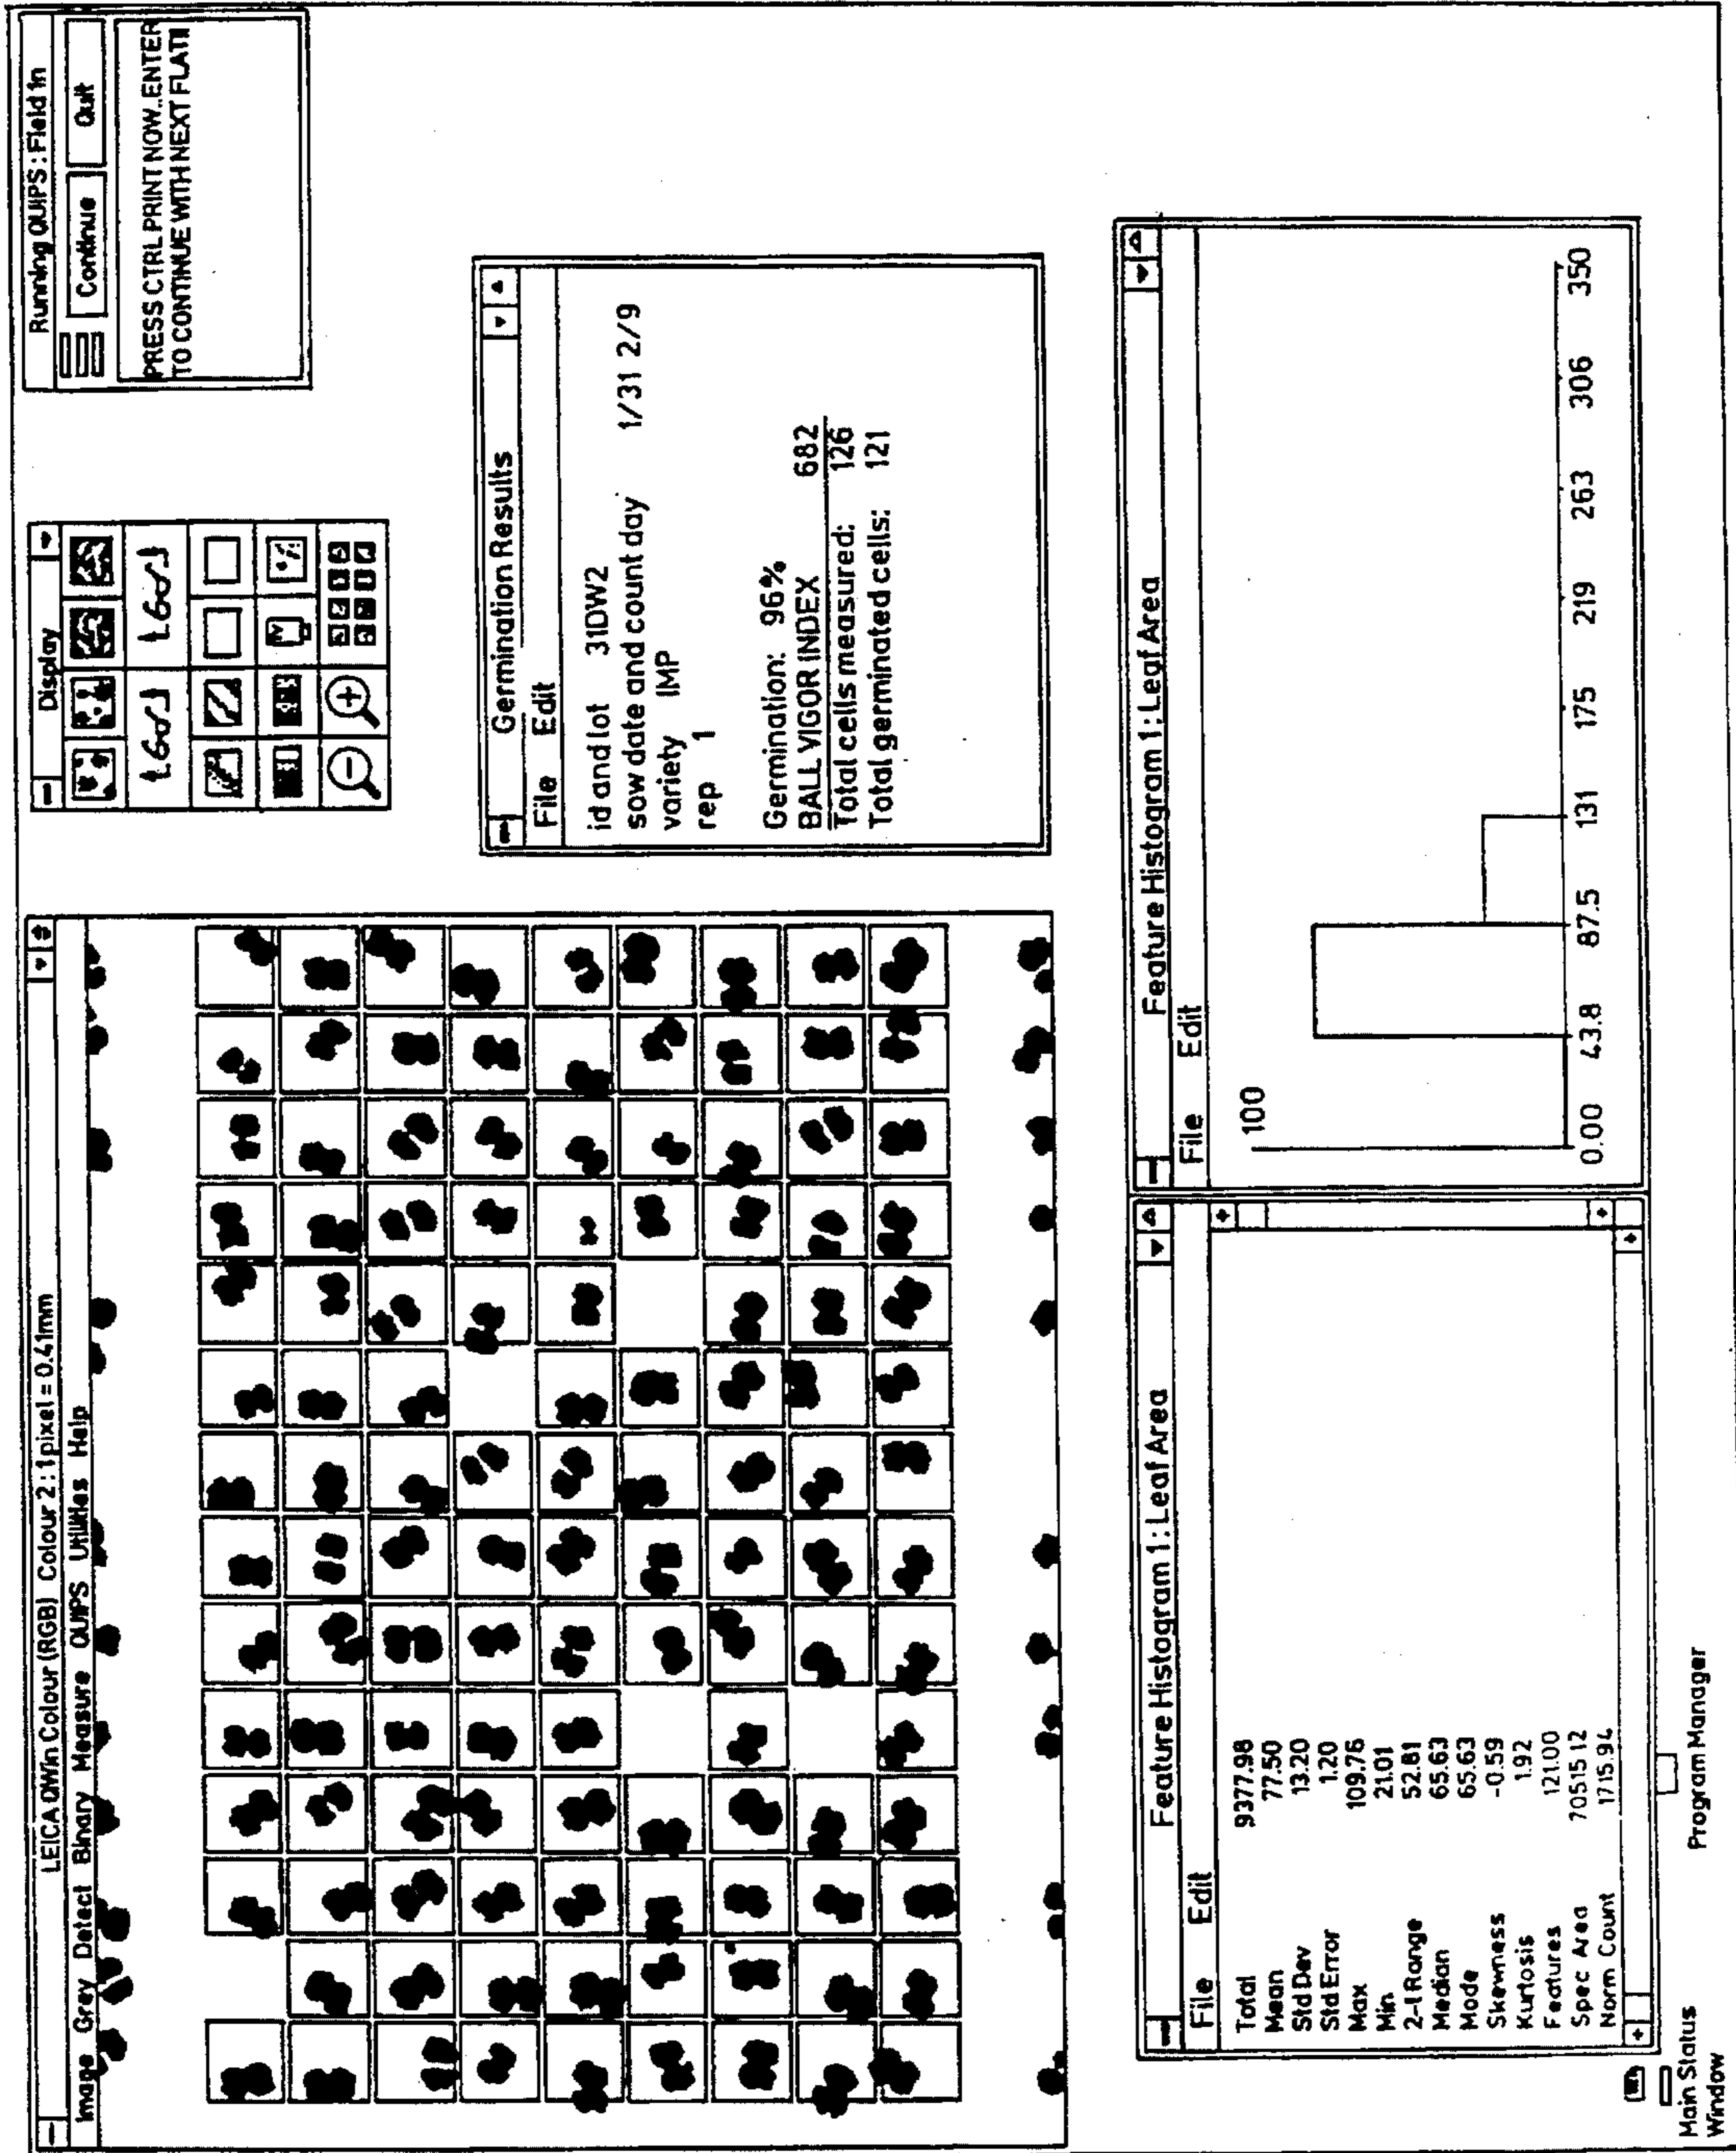 LEICA QWin Colour (RGB) Colour 2 : 1 pixel = 0.41mm
Image Grey Detect Binary Measure QUIPS Utilities Help
Display
Running QUIPS : Field in
Continue Quit
PRESS CTRL PRINT NOW..ENTER
TO CONTINUE WITH NEXT FLAT!!
Germination Results
File Edit
id and lot 31DW2
sow date and count day 1/31 2/9
variety IMP
rep 1
Germination: 96%
BALL VIGOR INDEX 682
Total cells measured: 126
Total germinated cells: 121
Feature Histogram 1 : Leaf Area
File Edit
Total 9377.98
Mean 77.50
Std Dev 13.20
Std Error 1.20
Max 109.76
Min 21.01
2-1 Range 52.81
Median 65.63
Mode 65.63
Skewness -0.59
Kurtosis 1.92
Features 121.00
Spec Area 70515.12
Norm Count 1715.94
Feature Histogram 1 : Leaf Area
File Edit
100
0.00 43.8 87.5 131 175 219 263 306 350
Main Status
Window
Program Manager